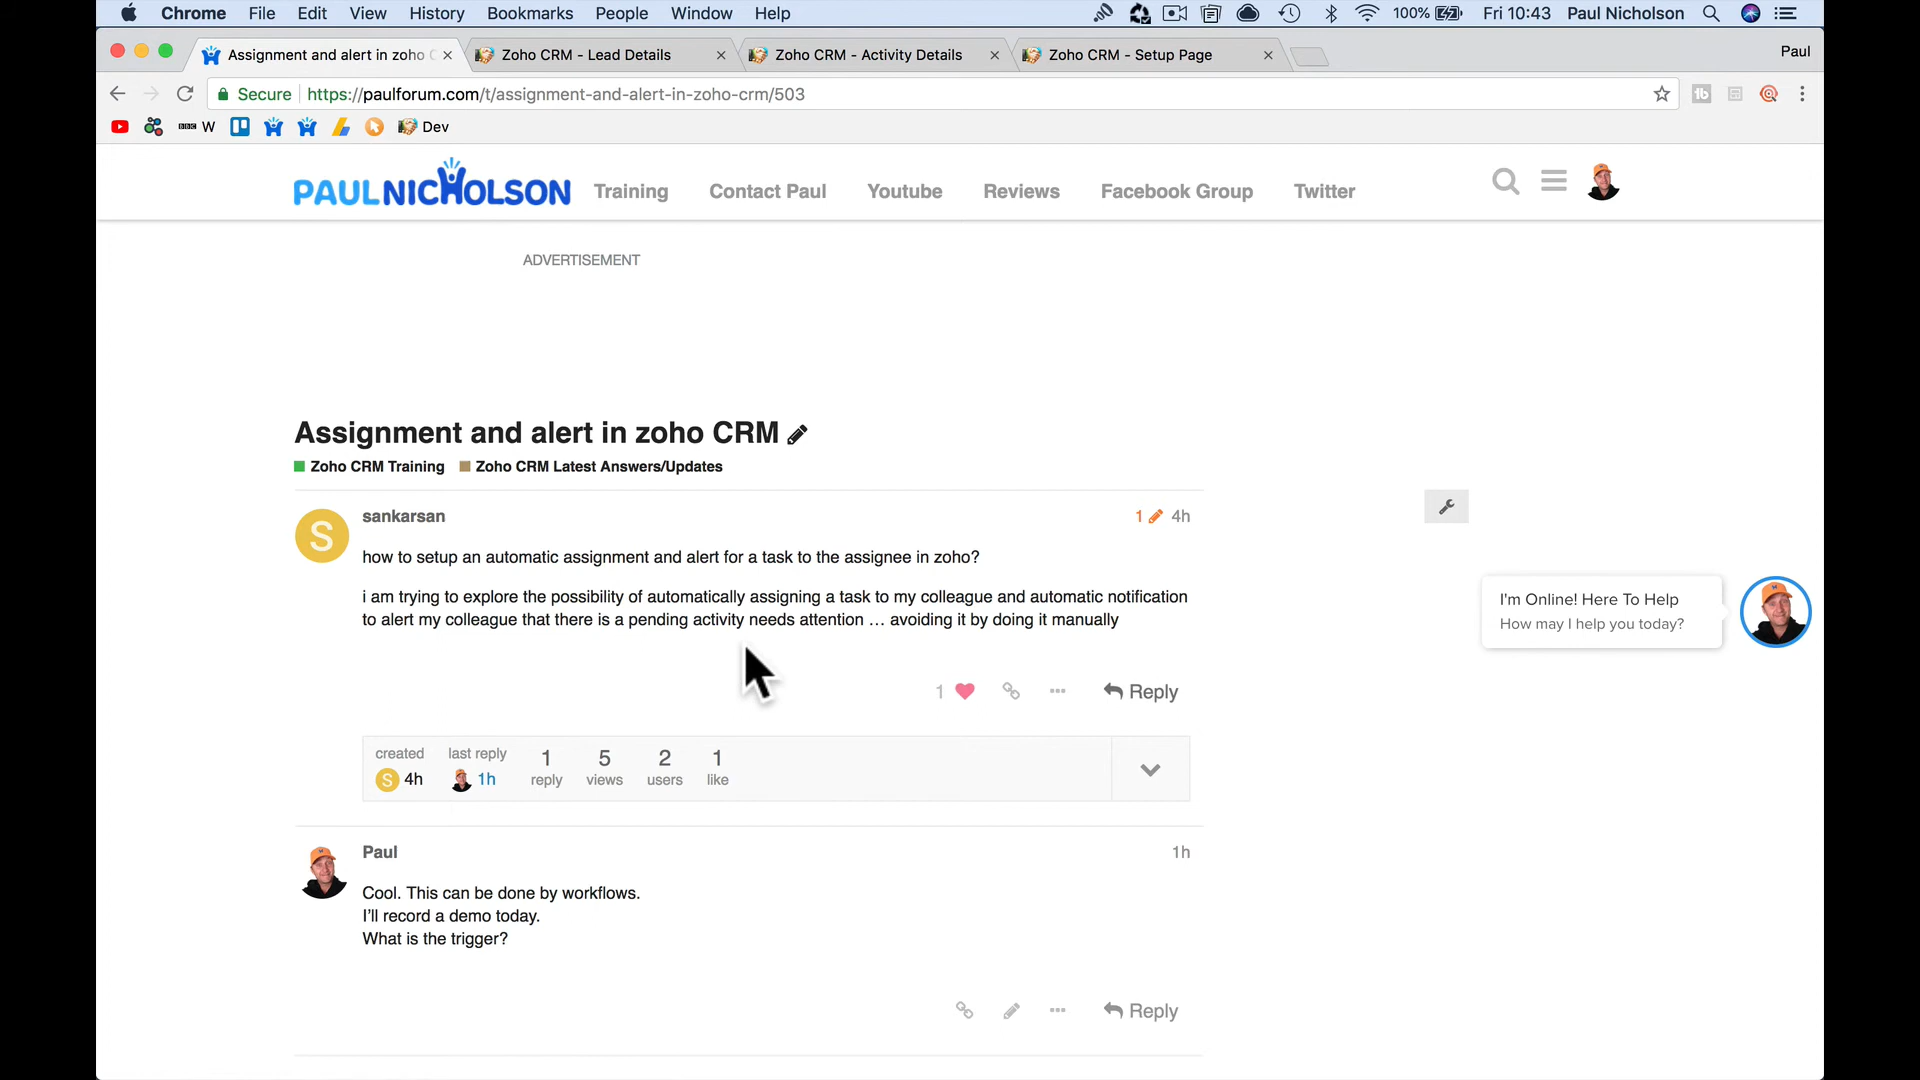 Chrome File Edit View History Bookmarks People Window Help 100% Fri 10:43 Paul Nicholson
Assignment and alert in zoho C Zoho CRM - Lead Details Zoho CRM - Activity Details Zoho CRM - Setup Page Paul
Secure https://paulforum.com/t/assignment-and-alert-in-zoho-crm/503
BBC W Dev
PAULNICHOLSON Training Contact Paul Youtube Reviews Facebook Group Twitter
ADVERTISEMENT
Assignment and alert in zoho CRM
Zoho CRM Training Zoho CRM Latest Answers/Updates
S sankarsan 1 4h
how to setup an automatic assignment and alert for a task to the assignee in zoho?
i am trying to explore the possibility of automatically assigning a task to my colleague and automatic notification
to alert my colleague that there is a pending activity needs attention … avoiding it by doing it manually
I'm Online! Here To Help
How may I help you today?
1 Reply
created last reply 1 5 2 1
S 4h 1h reply views users like
Paul 1h
Cool. This can be done by workflows.
I'll record a demo today.
What is the trigger?
Reply